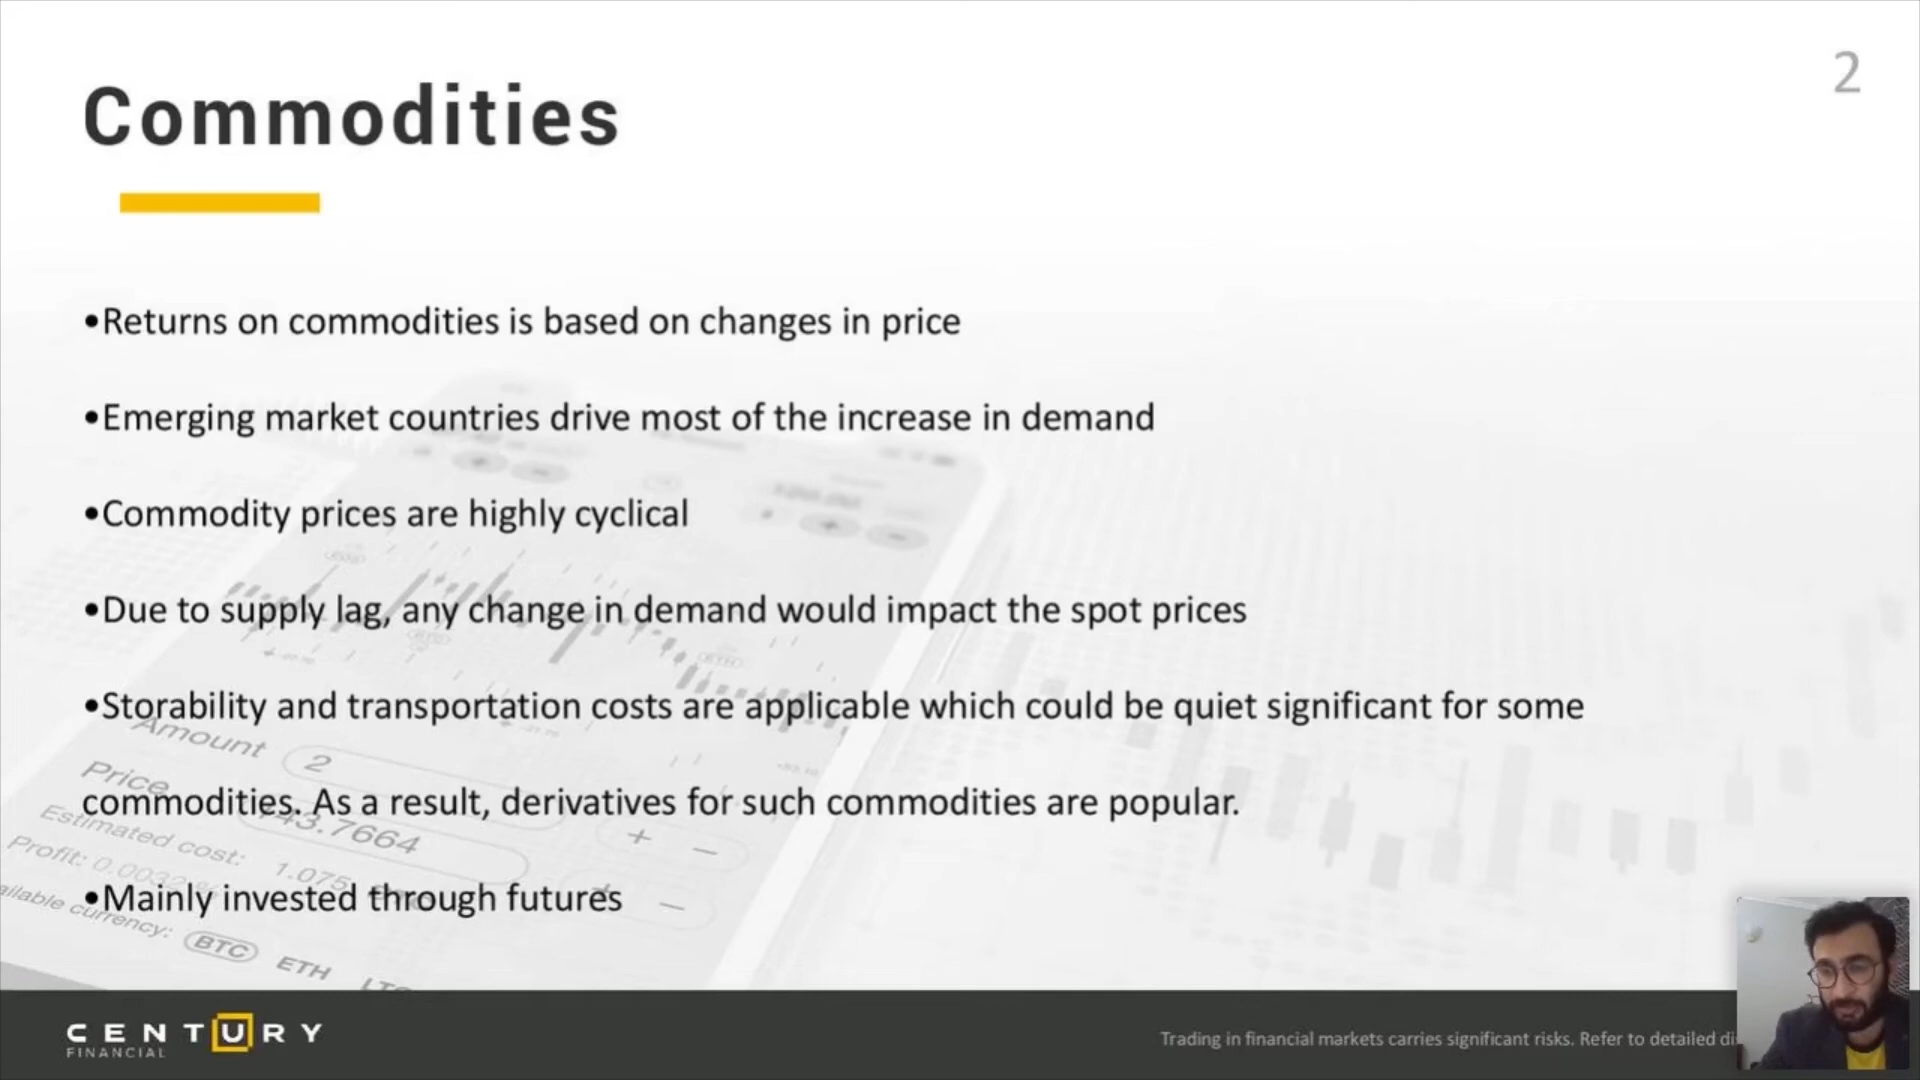 2
Commodities
•Returns on commodities is based on changes in price
•Emerging market countries drive most of the increase in demand
•Commodity prices are highly cyclical
•Due to supply lag, any change in demand would impact the spot prices
•Storability and transportation costs are applicable which could be quiet significant for some
commodities. As a result, derivatives for such commodities are popular.
•Mainly invested through futures
Amount 2
Price
Estimated cost: 1.075
Profit: 0.0032
currency: BTC ETH
CENTURY
FINANCIAL
Trading in financial markets carries significant risks. Refer to detailed